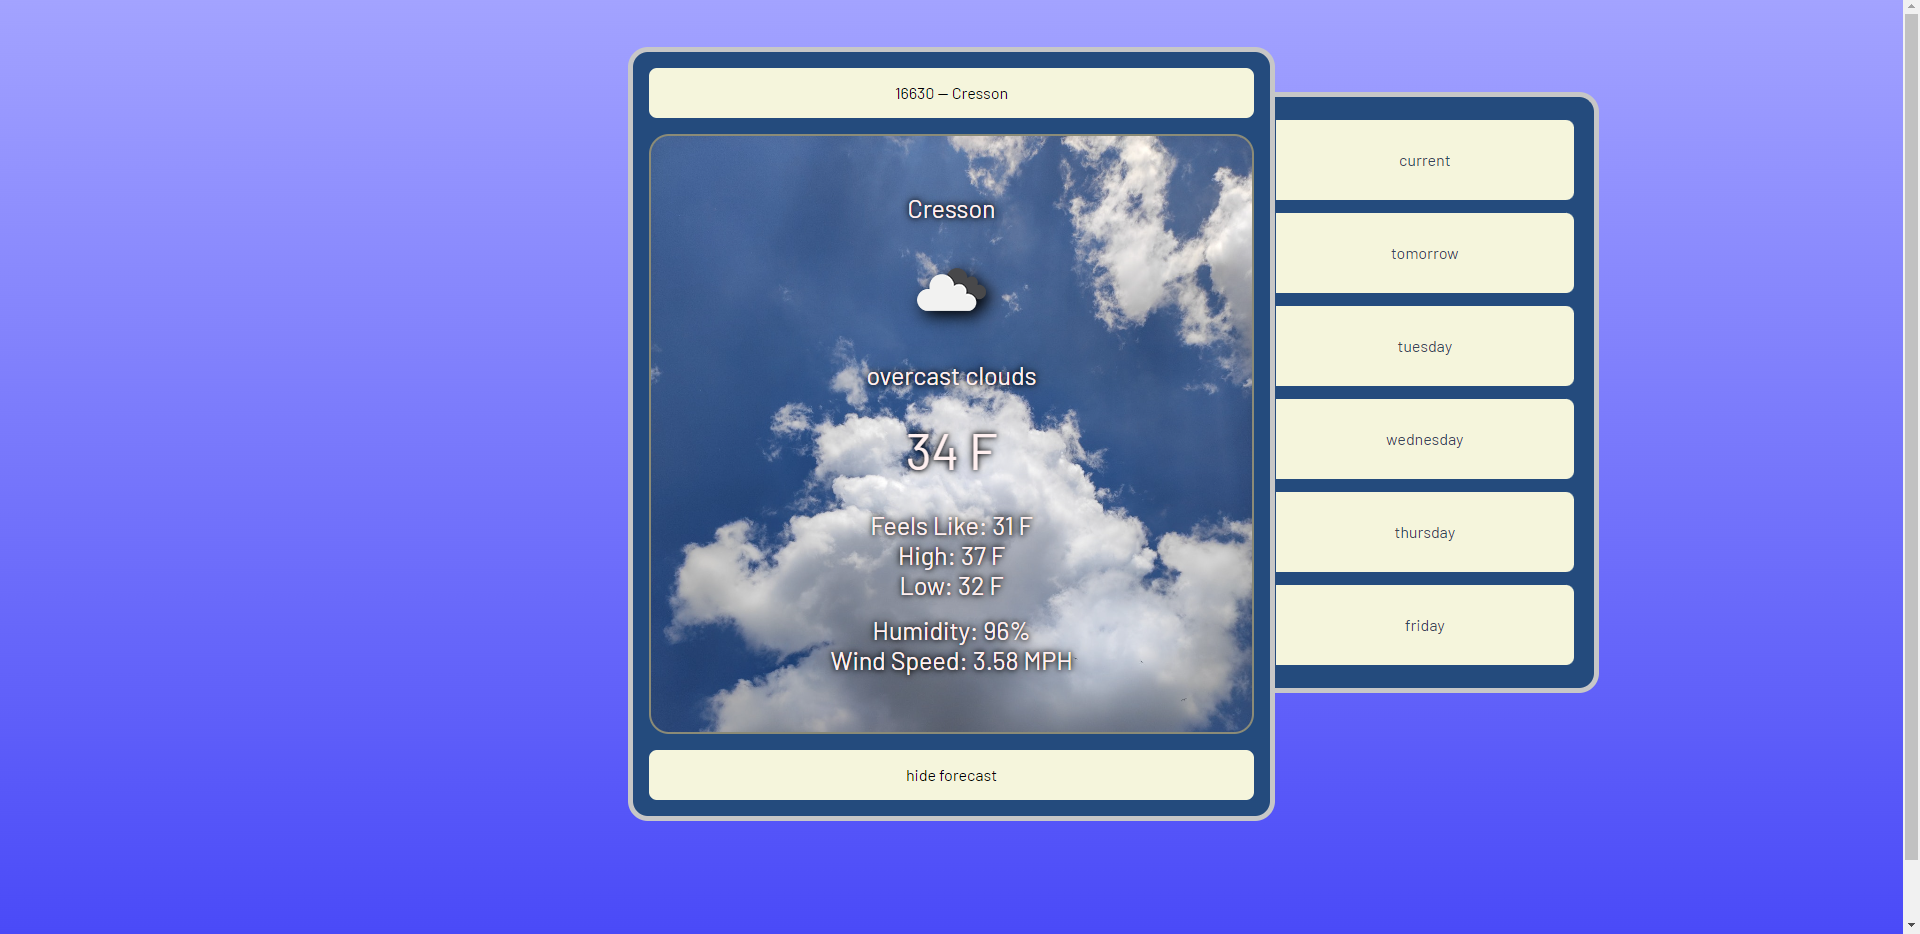 16630 — Cresson
Cresson
overcast clouds
34 F
Feels Like: 31 F
High: 37 F
Low: 32 F
Humidity: 96%
Wind Speed: 3.58 MPH
hide forecast
current
tomorrow
tuesday
wednesday
thursday
friday